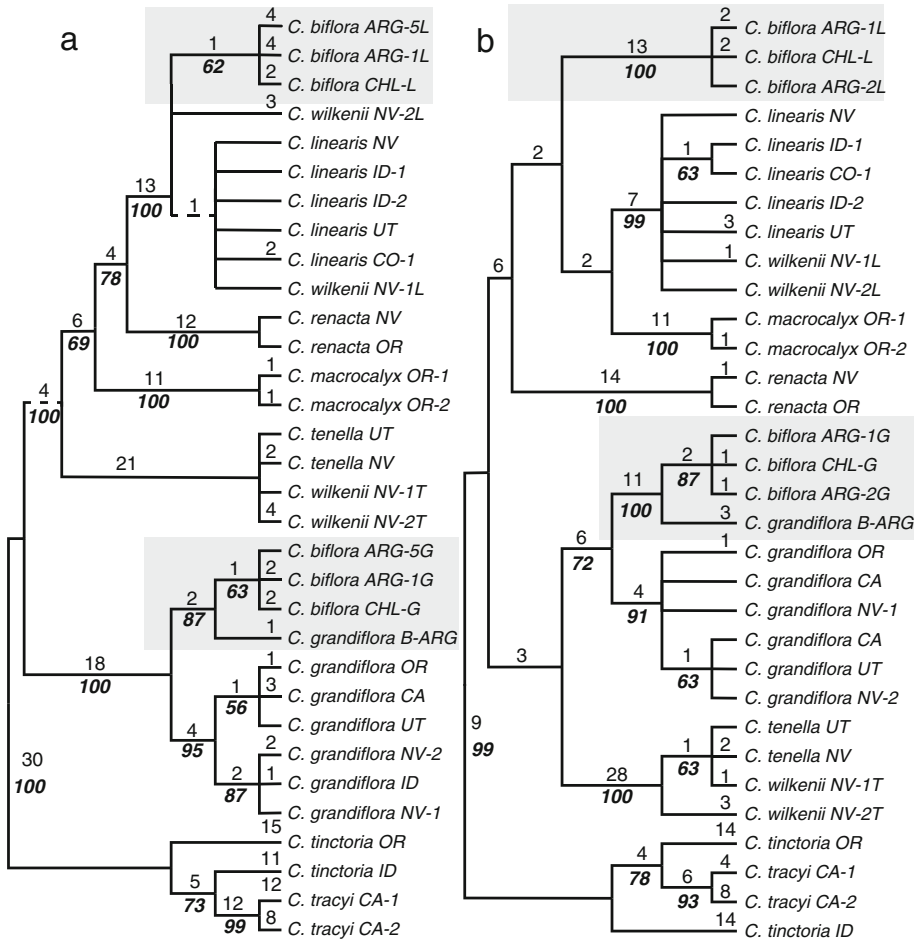 a
4
C. biflora ARG-5L
1
4
C. biflora ARG-1L
62
2
C. biflora CHL-L
3
C. wilkenii NV-2L
C. linearis NV
C. linearis ID-1
13
100
1
C. linearis ID-2
C. linearis UT
4
78
2
C. linearis CO-1
C. wilkenii NV-1L
6
69
12
100
C. renacta NV
C. renacta OR
11
100
1
C. macrocalyx OR-1
1
C. macrocalyx OR-2
4
100
C. tenella UT
21
2
C. tenella NV
C. wilkenii NV-1T
4
C. wilkenii NV-2T
C. biflora ARG-5G
1
63
2
C. biflora ARG-1G
2
87
2
C. biflora CHL-G
1
C. grandiflora B-ARG
18
100
1
C. grandiflora OR
1
56
3
C. grandiflora CA
C. grandiflora UT
4
95
2
C. grandiflora NV-2
2
87
1
C. grandiflora ID
C. grandiflora NV-1
30
100
15
C. tinctoria OR
11
C. tinctoria ID
5
73
12
C. tracyi CA-1
12
99
8
C. tracyi CA-2
b
2
C. biflora ARG-1L
13
100
2
C. biflora CHL-L
2
C. biflora ARG-2L
C. linearis NV
2
1
63
C. linearis ID-1
C. linearis CO-1
7
99
C. linearis ID-2
3
C. linearis UT
1
C. wilkenii NV-1L
6
2
C. wilkenii NV-2L
11
100
C. macrocalyx OR-1
1
C. macrocalyx OR-2
14
100
1
C. renacta NV
C. renacta OR
C. biflora ARG-1G
2
87
1
C. biflora CHL-G
11
100
1
C. biflora ARG-2G
3
C. grandiflora B-ARG
6
72
1
C. grandiflora OR
4
91
C. grandiflora CA
C. grandiflora NV-1
3
C. grandiflora CA
1
63
C. grandiflora UT
C. grandiflora NV-2
9
99
C. tenella UT
1
63
2
C. tenella NV
28
100
1
C. wilkenii NV-1T
3
C. wilkenii NV-2T
14
C. tinctoria OR
4
78
4
C. tracyi CA-1
6
93
8
C. tracyi CA-2
14
C. tinctoria ID